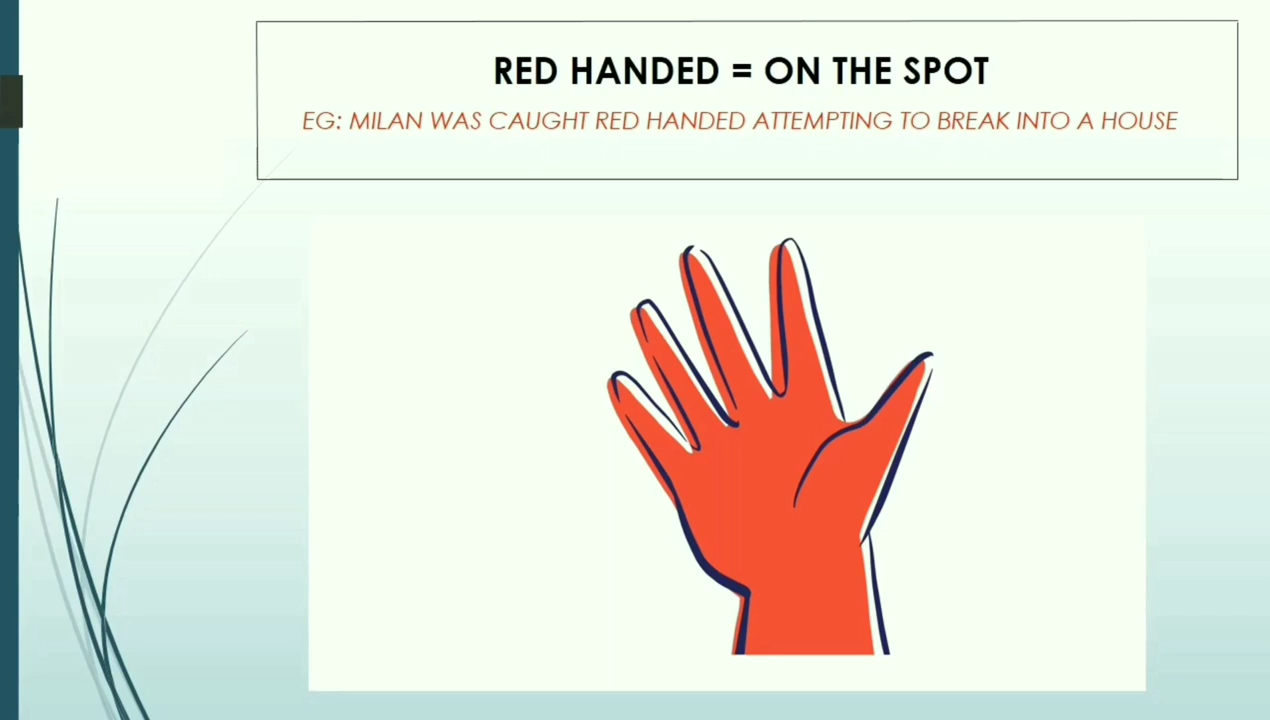 RED HANDED = ON THE SPOT
EG: MILAN WAS CAUGHT RED HANDED ATTEMPTING TO BREAK INTO A HOUSE